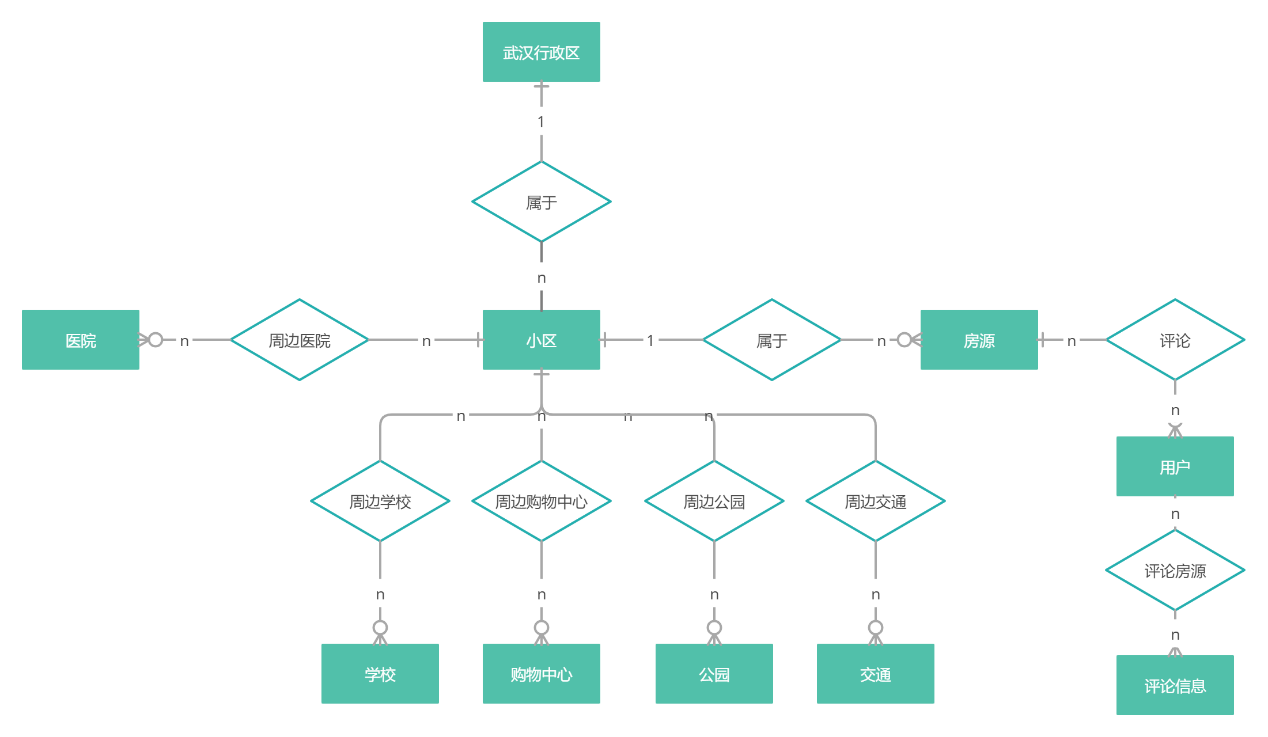 武汉行政区
1
属于
n
医院
n
周边医院
n
小区
1
属于
n
房源
n
评论
n
n
n
n
n
用户
周边学校
周边购物中心
周边公园
周边交通
n
评论房源
n
n
n
n
n
学校
购物中心
公园
交通
评论信息